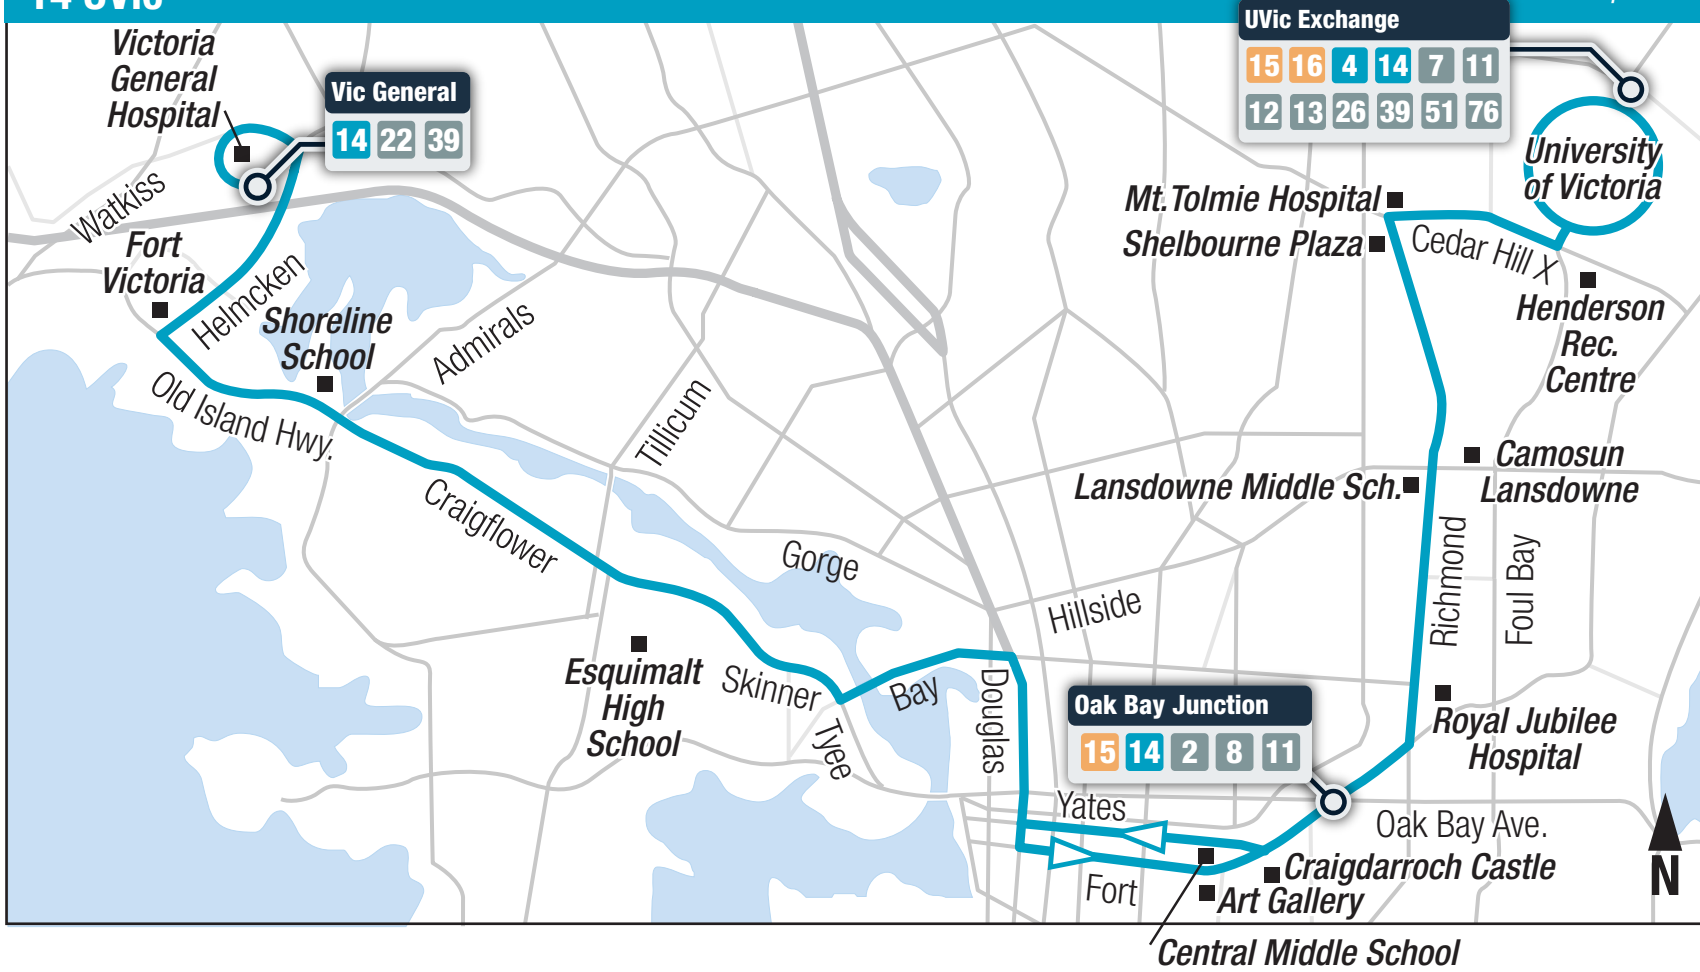 14 UVic
UVic Exchange
15 16 4 14 7 11
12 13 26 39 51 76
Victoria
General
Hospital
Vic General
14 22 39
University
of Victoria
Watkiss
Mt.Tolmie Hospital
Shelbourne Plaza
Cedar Hill X
Fort
Victoria
Helmcken
Henderson
Rec.
Centre
Shoreline
School
Admirals
Old Island Hwy.
Tillicum
Camosun
Lansdowne
Lansdowne Middle Sch.
Craigflower
Gorge
Richmond
Foul Bay
Hillside
Esquimalt
High
School
Skinner
Bay
Tyee
Douglas
Oak Bay Junction
15 14 2 8 11
Royal Jubilee
Hospital
Yates
Oak Bay Ave.
Craigdarroch Castle
Fort
Art Gallery
N
Central Middle School